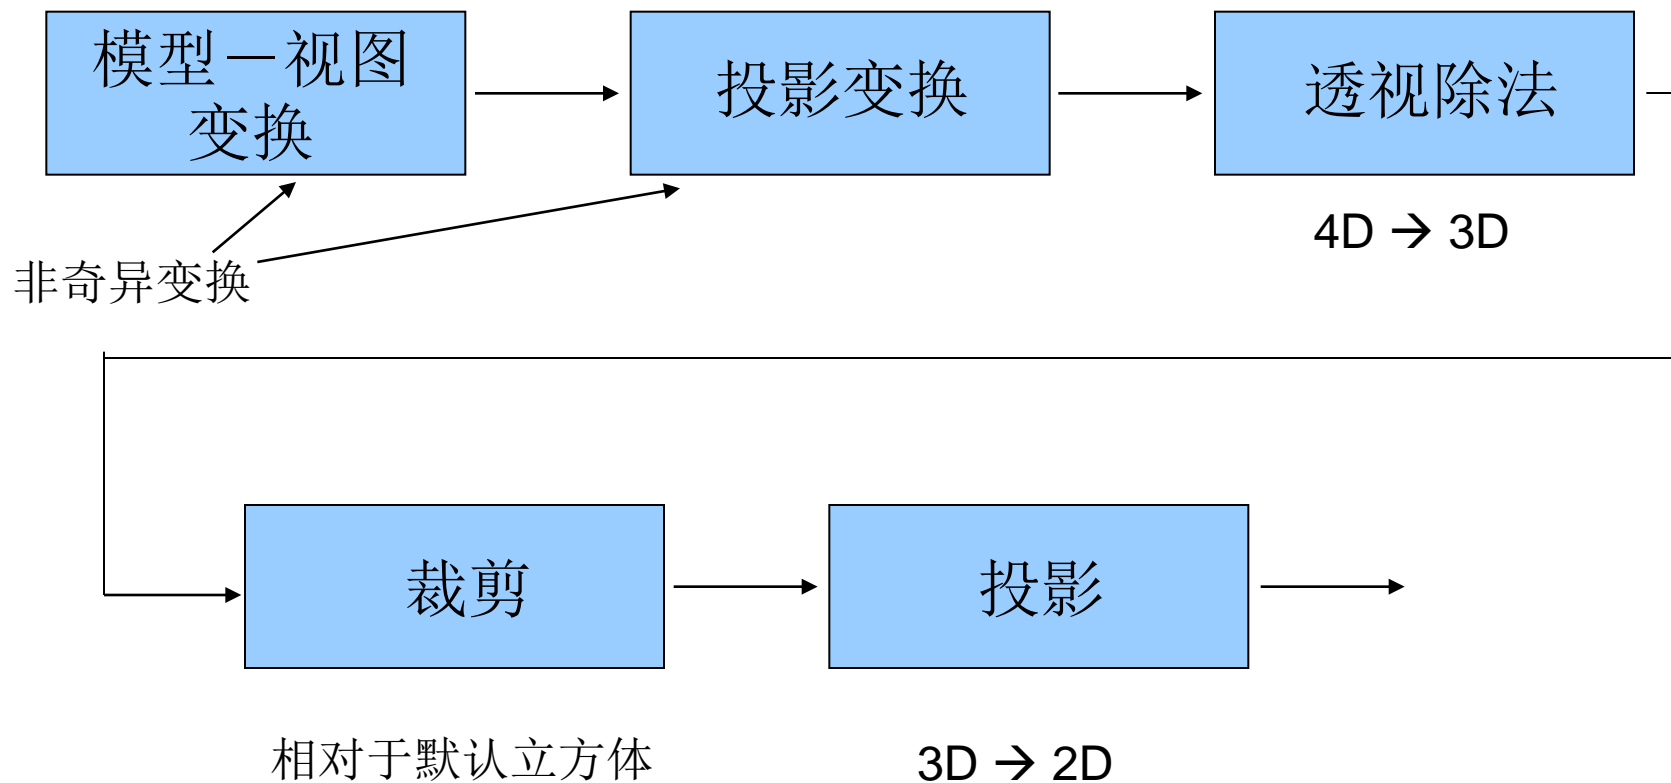 模型－视图
变换
投影变换
透视除法
4D → 3D
非奇异变换
裁剪
投影
相对于默认立方体
3D → 2D